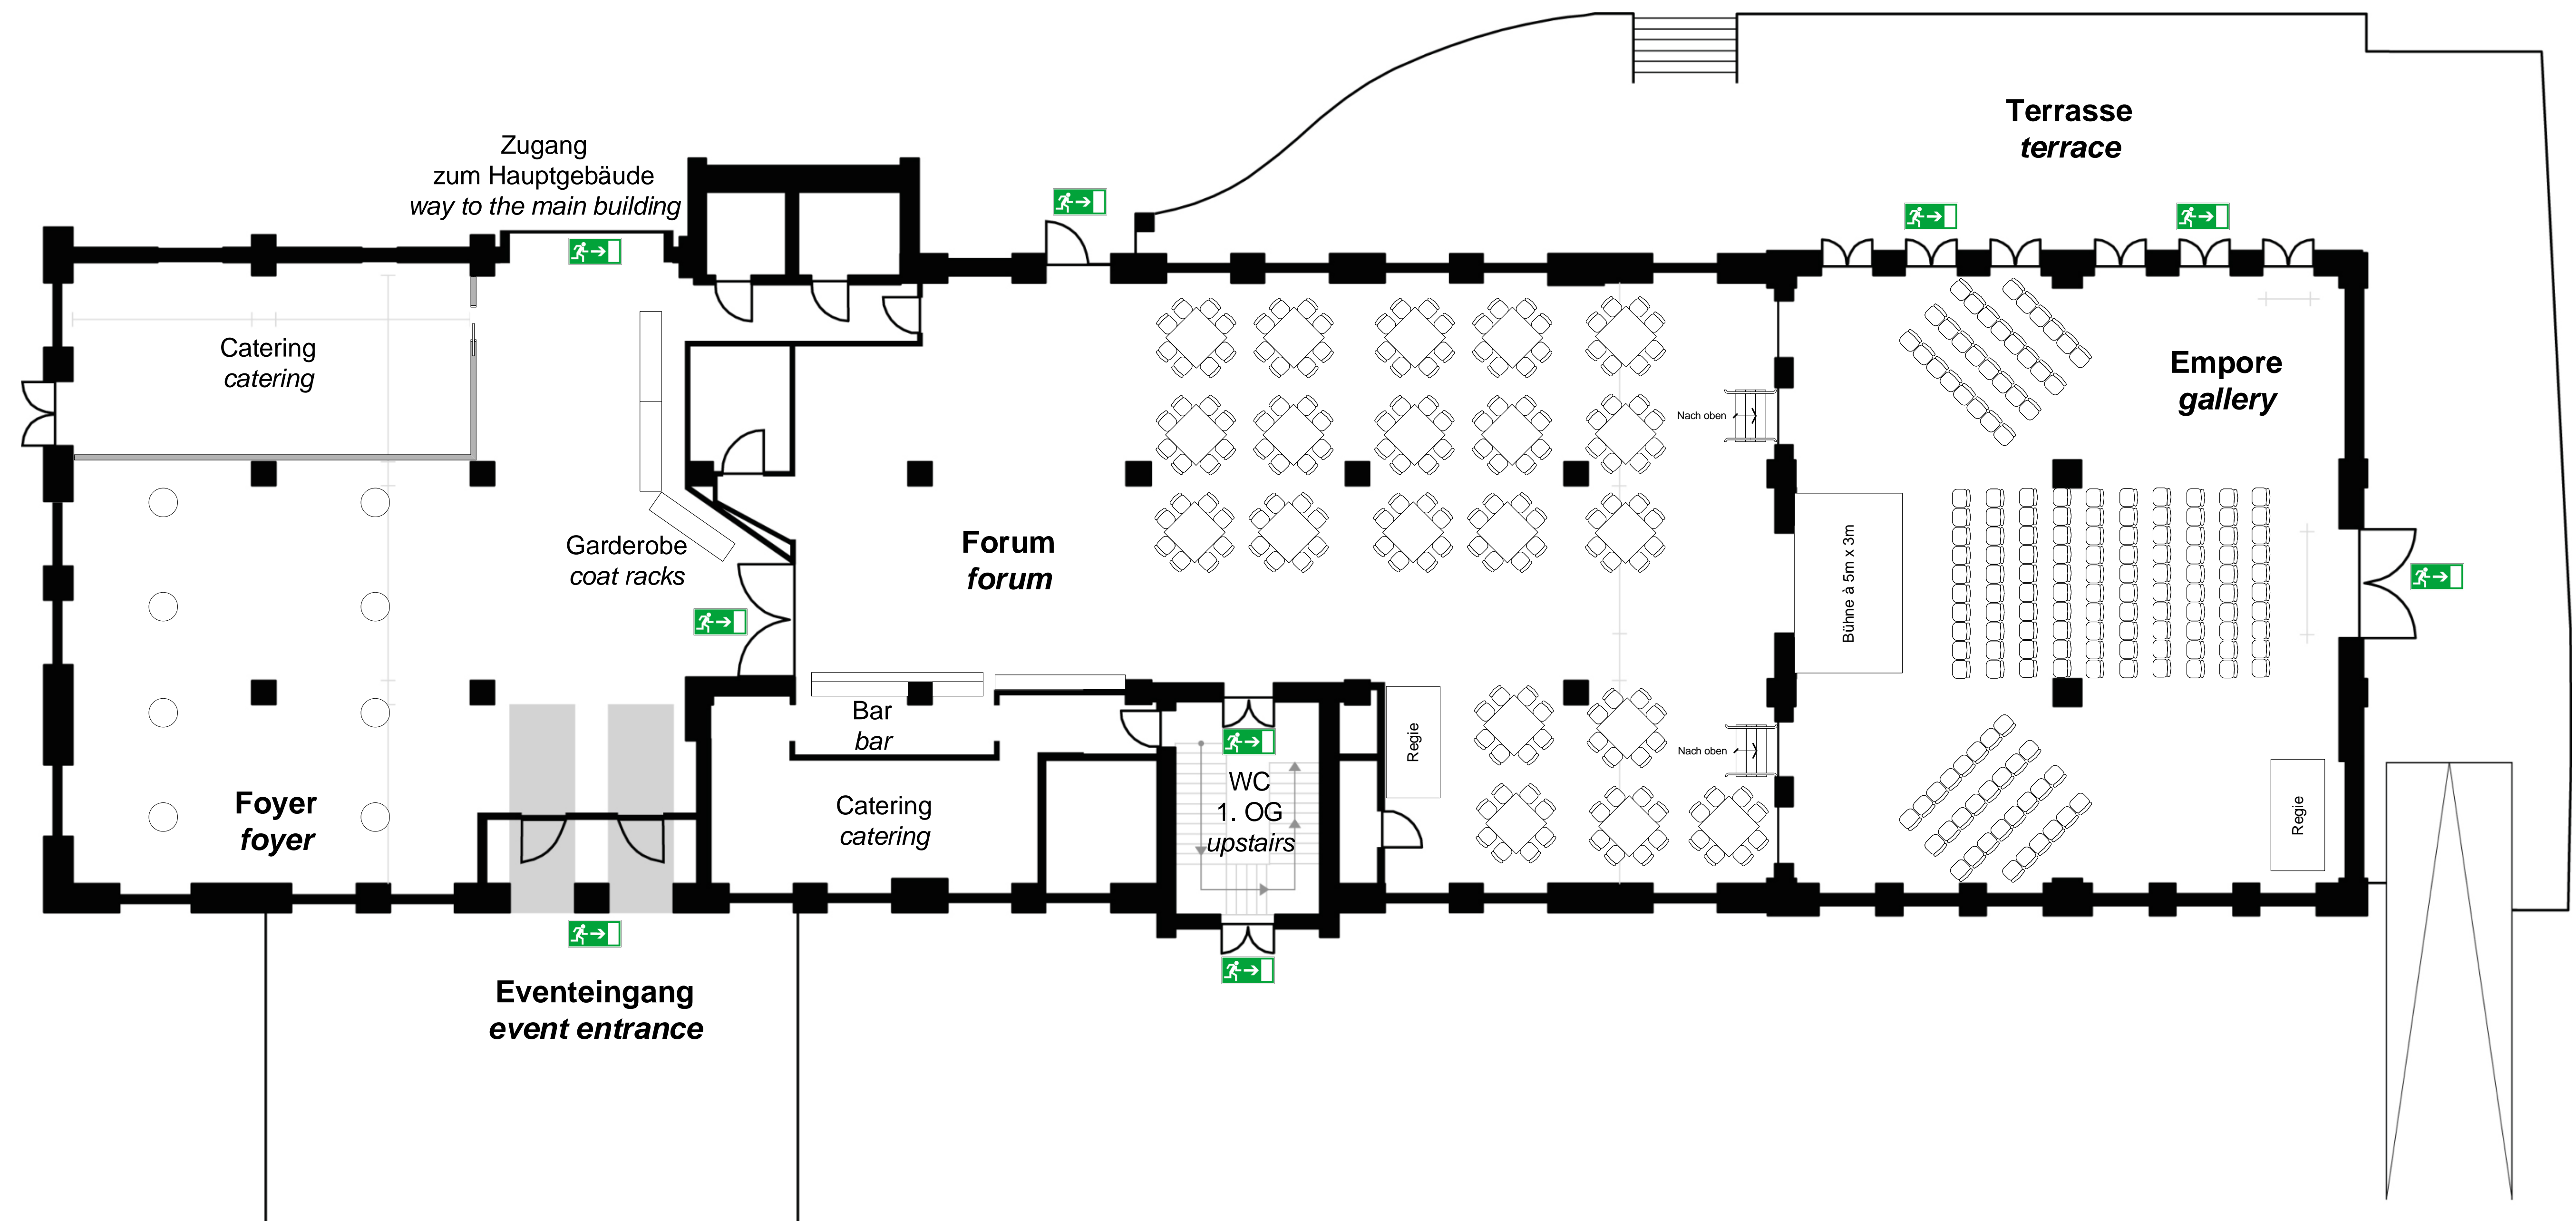 Terrasse
terrace
Zugang
zum Hauptgebäude
way to the main building
Catering
catering
Empore
gallery
Nach oben
Garderobe
coat racks
Forum
forum
Bühne à 5m x 3m
Bar
bar
Regie
Nach oben
WC
1. OG
upstairs
Foyer
foyer
Catering
catering
Regie
Eventeingang
event entrance